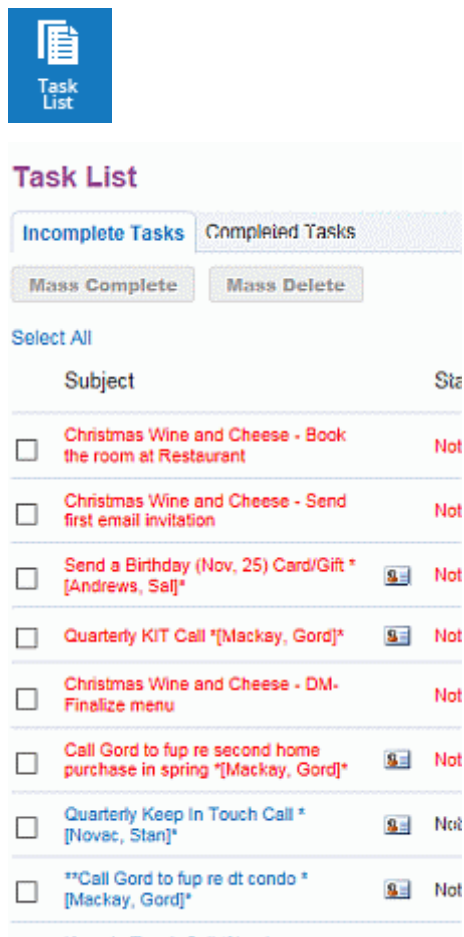 Task
List
Task List
Incomplete Tasks Completed Tasks
Mass Complete Mass Delete
Select All
Subject Sta
Christmas Wine and Cheese - Book
the room at Restaurant
Not
Christmas Wine and Cheese - Send
first email invitation
Not
Send a Birthday (Nov, 25) Card/Gift *
[Andrews, Sal]*
Not
Quarterly KIT Call *[Mackay, Gord]* Not
Christmas Wine and Cheese - DM-
Finalize menu
Not
Call Gord to fup re second home
purchase in spring *[Mackay, Gord]*
Not
Quarterly Keep In Touch Call *
[Novac, Stan]*
Not
**Call Gord to fup re dt condo *
[Mackay, Gord]*
Not